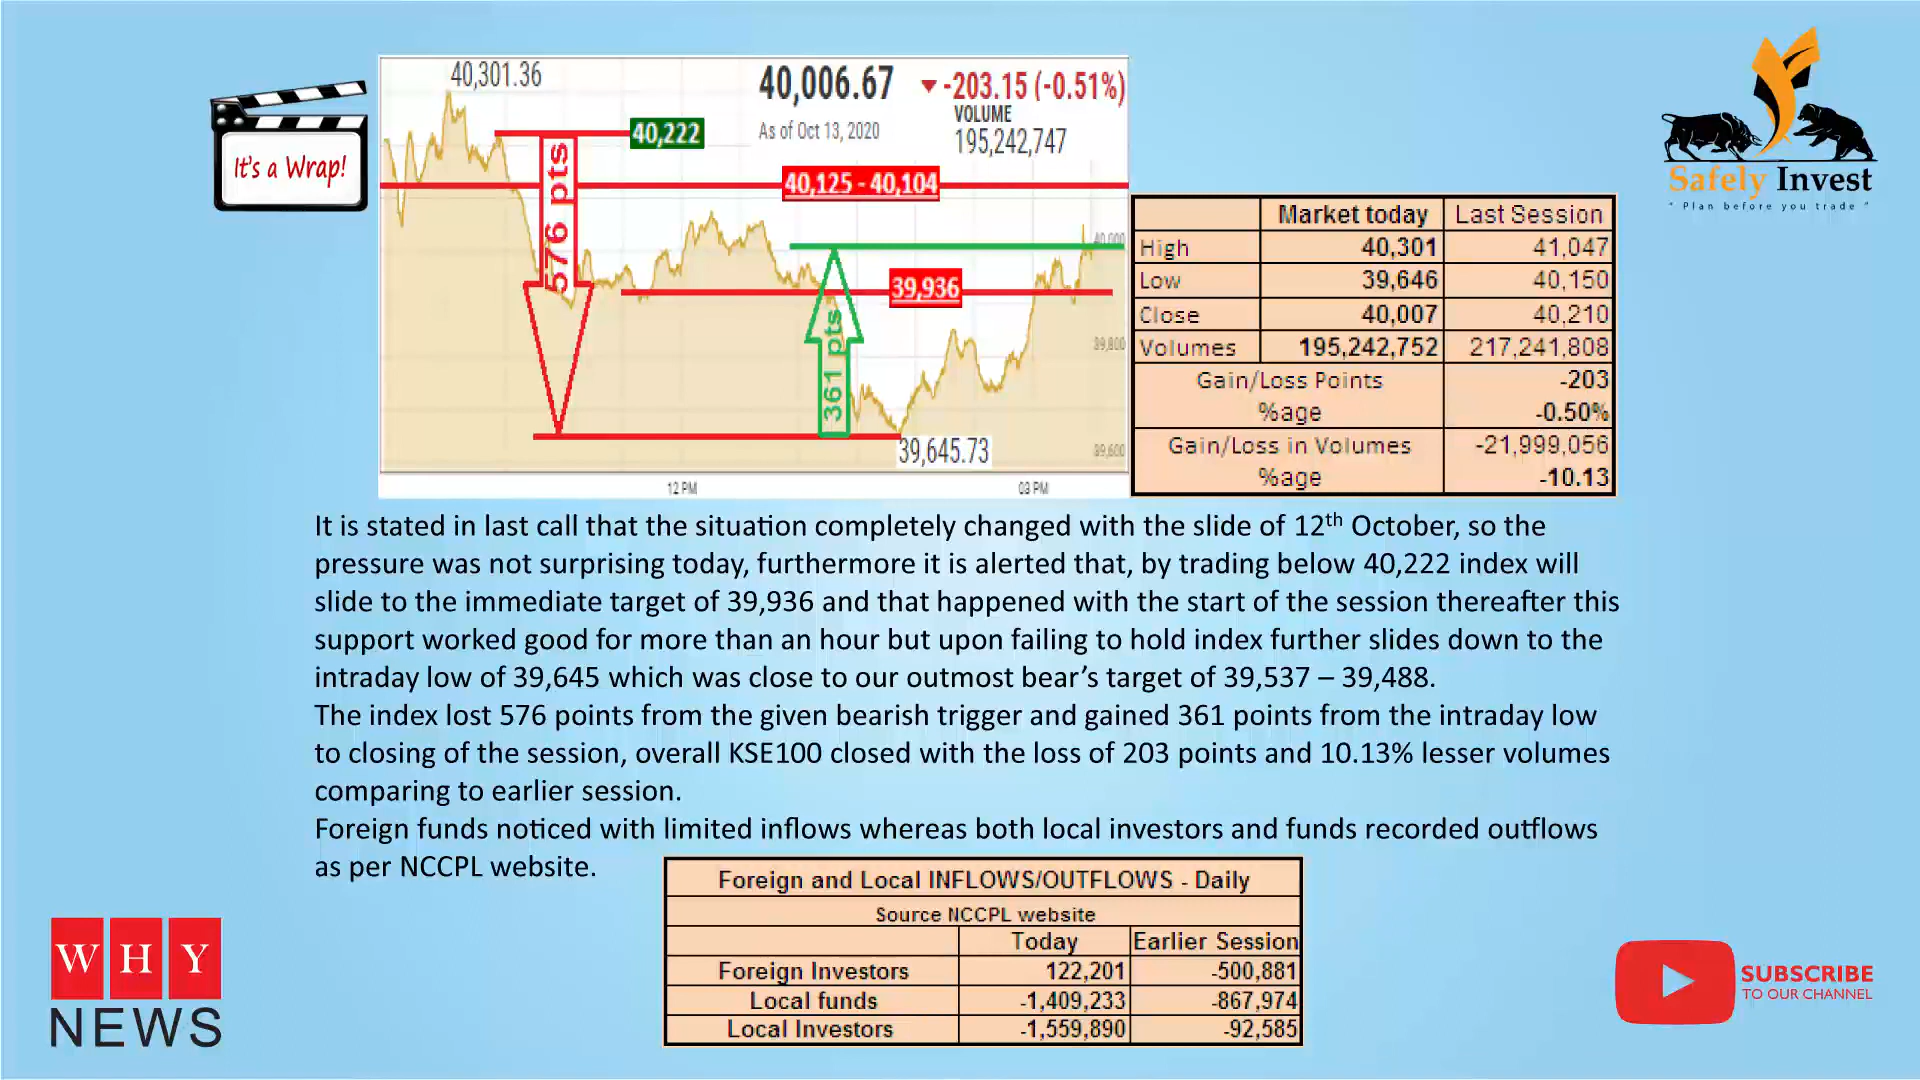 It's a Wrap!
40,301.36
40,006.67 ▼-203.15 (-0.51%)
As of Oct 13, 2020
VOLUME
195,242,747
40,222
576 pts
40,125 - 40,104
40,000
39,936
361 pts
39,800
39,645.73
39,600
12 PM
03 PM
Safely Invest
" Plan before you trade "
Market today Last Session
High 40,301 41,047
Low 39,646 40,150
Close 40,007 40,210
Volumes 195,242,752 217,241,808
Gain/Loss Points -203
%age -0.50%
Gain/Loss in Volumes -21,999,056
%age -10.13
It is stated in last call that the situation completely changed with the slide of 12th October, so the
pressure was not surprising today, furthermore it is alerted that, by trading below 40,222 index will
slide to the immediate target of 39,936 and that happened with the start of the session thereafter this
support worked good for more than an hour but upon failing to hold index further slides down to the
intraday low of 39,645 which was close to our outmost bear's target of 39,537 – 39,488.
The index lost 576 points from the given bearish trigger and gained 361 points from the intraday low
to closing of the session, overall KSE100 closed with the loss of 203 points and 10.13% lesser volumes
comparing to earlier session.
Foreign funds noticed with limited inflows whereas both local investors and funds recorded outflows
as per NCCPL website.
Foreign and Local INFLOWS/OUTFLOWS - Daily
Source NCCPL website
Today Earlier Session
Foreign Investors 122,201 -500,881
Local funds -1,409,233 -867,974
Local Investors -1,559,890 -92,585
WHY
NEWS
SUBSCRIBE
TO OUR CHANNEL